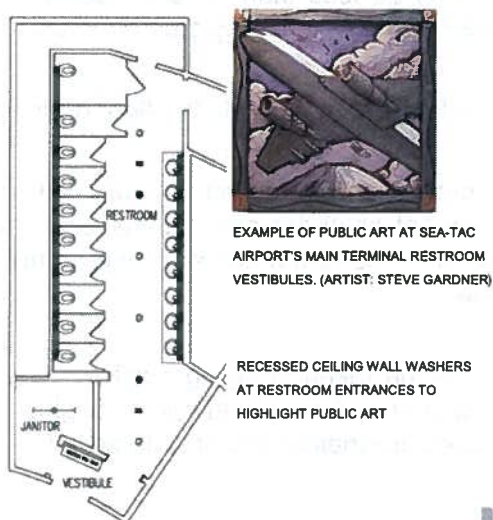 RESTROOM
JANITOR
VESTIBULE
EXAMPLE OF PUBLIC ART AT SEA-TAC
AIRPORT'S MAIN TERMINAL RESTROOM
VESTIBULES. (ARTIST: STEVE GARDNER)
RECESSED CEILING WALL WASHERS
AT RESTROOM ENTRANCES TO
HIGHLIGHT PUBLIC ART